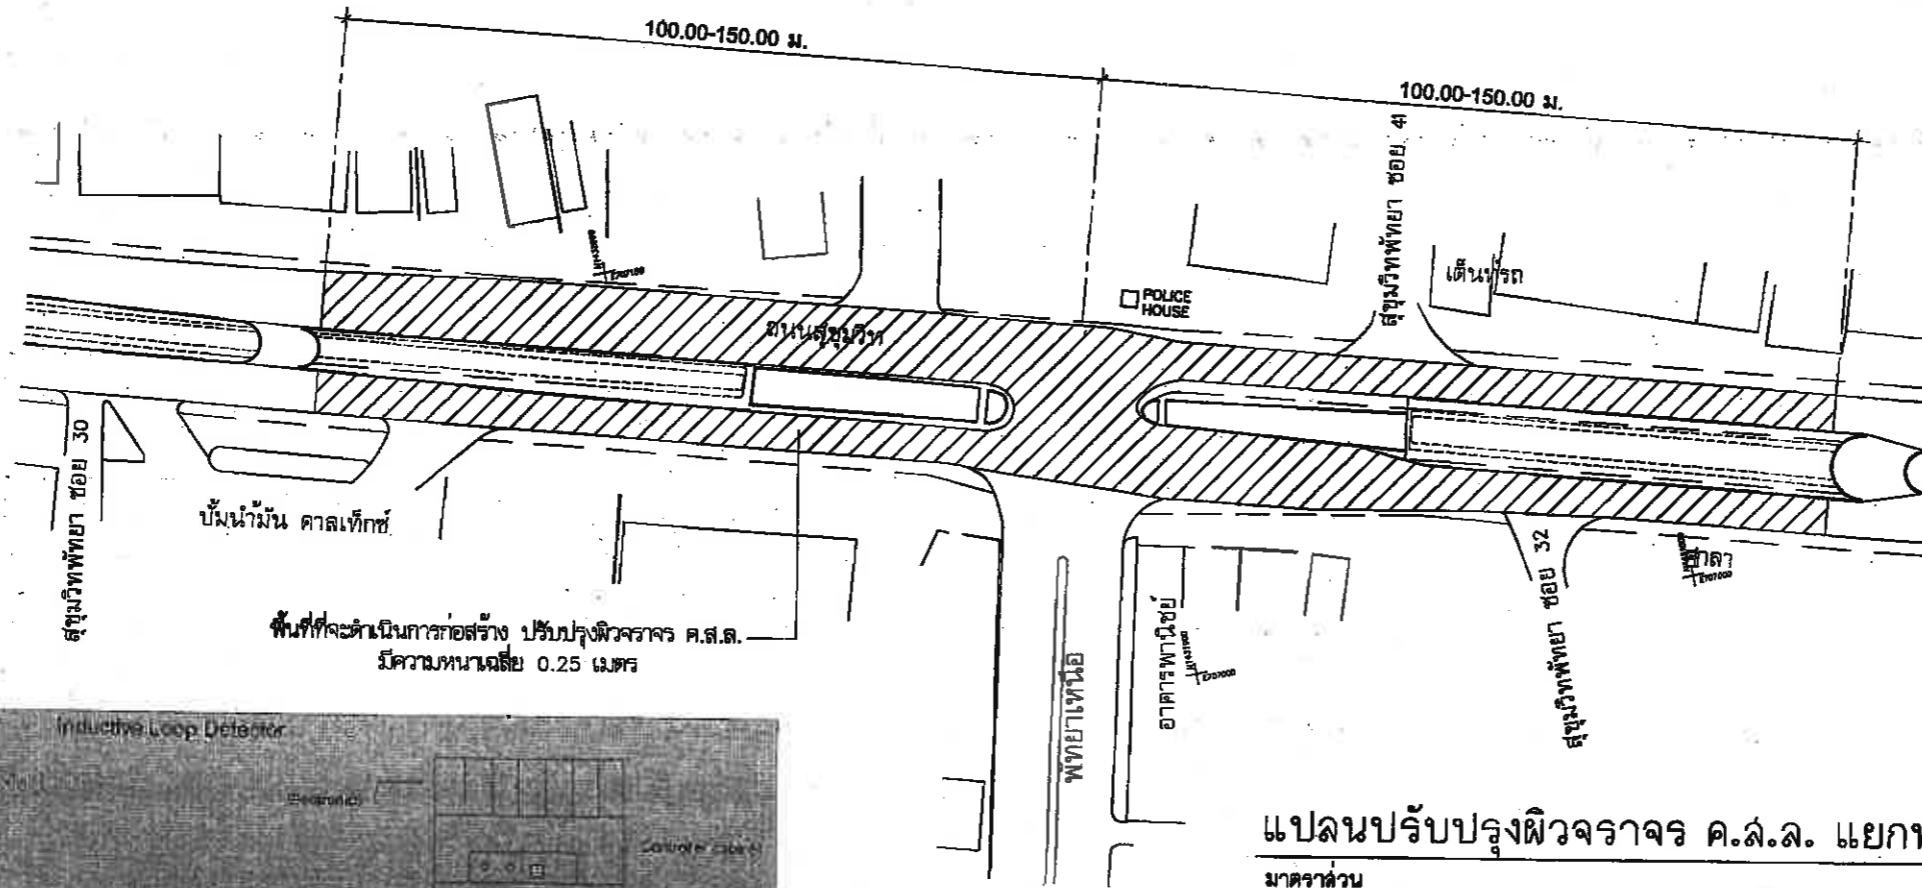 100.00-150.00 ม.
100.00-150.00 ม.
สุขุมวิทพัทยา ซอย 41
เต็นท์รถ
POLICE
HOUSE
ถนนสุขุมวิท
สุขุมวิทพัทยา ซอย 30
ปั้มน้ำมัน คาลเท็กซ์
สุขุมวิทพัทยา ซอย 32
ศาลา
พื้นที่ที่จะดำเนินการก่อสร้าง ปรับปรุงผิวจราจร ค.ส.ล.
มีความหนาเฉลี่ย 0.25 เมตร
พัทยาเหนือ
อาคารพานิชย์
Inductive Loop Detector
Electronics
Controller cabinet
แปลนปรับปรุงผิวจราจร ค.ส.ล.
มาตราส่วน